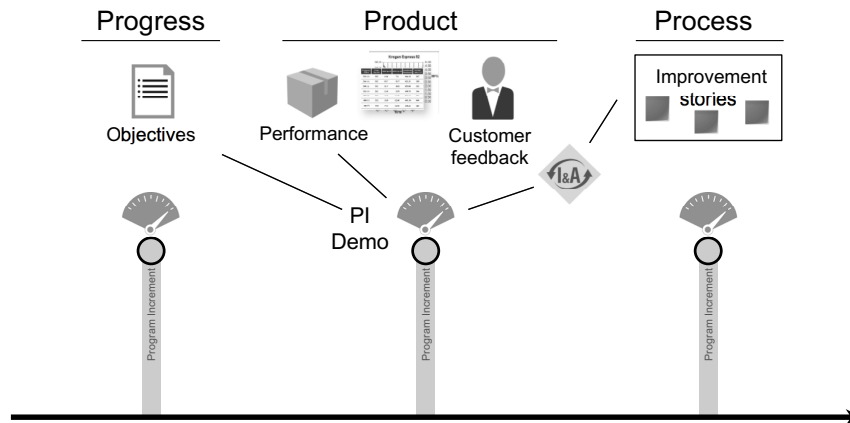 Progress
Product
Process
Objectives
Performance
Customer
feedback
Improvement
stories
I&A
PI
Demo
Program Increment
Program Increment
Program Increment